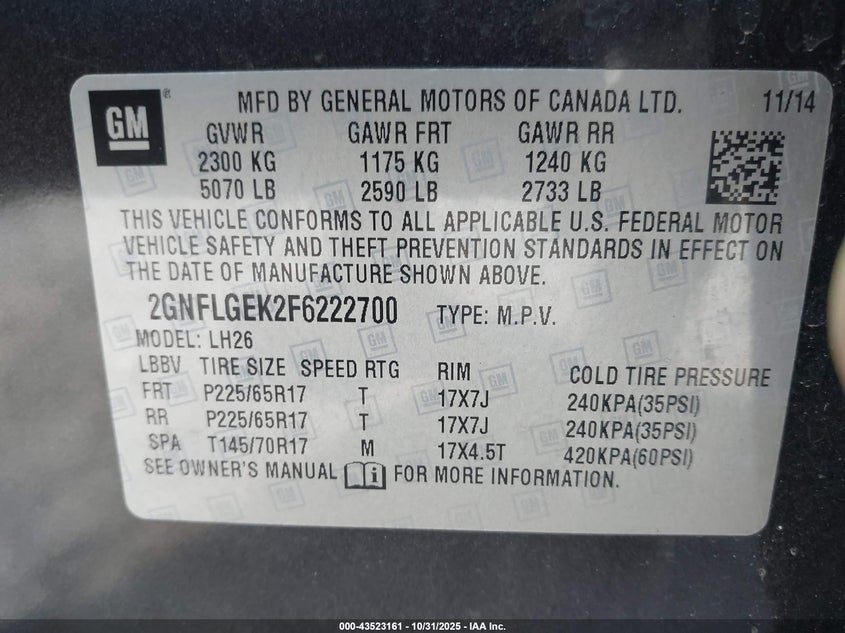 GM ® MFD BY GENERAL MOTORS OF CANADA LTD. 11/14
GVWR GAWR FRT GAWR RR
2300 KG 1175 KG 1240 KG
5070 LB 2590 LB 2733 LB
THIS VEHICLE CONFORMS TO ALL APPLICABLE U.S. FEDERAL MOTOR
VEHICLE SAFETY AND THEFT PREVENTION STANDARDS IN EFFECT ON
THE DATE OF MANUFACTURE SHOWN ABOVE.
2GNFLGEK2F6222700 TYPE: M.P.V.
MODEL: LH26
LBBV TIRE SIZE SPEED RTG RIM COLD TIRE PRESSURE
FRT P225/65R17 T 17X7J 240KPA(35PSI)
RR P225/65R17 T 17X7J 240KPA(35PSI)
SPA T145/70R17 M 17X4.5T 420KPA(60PSI)
SEE OWNER'S MANUAL FOR MORE INFORMATION.
000-43523161 - 10/31/2025 - IAA Inc.